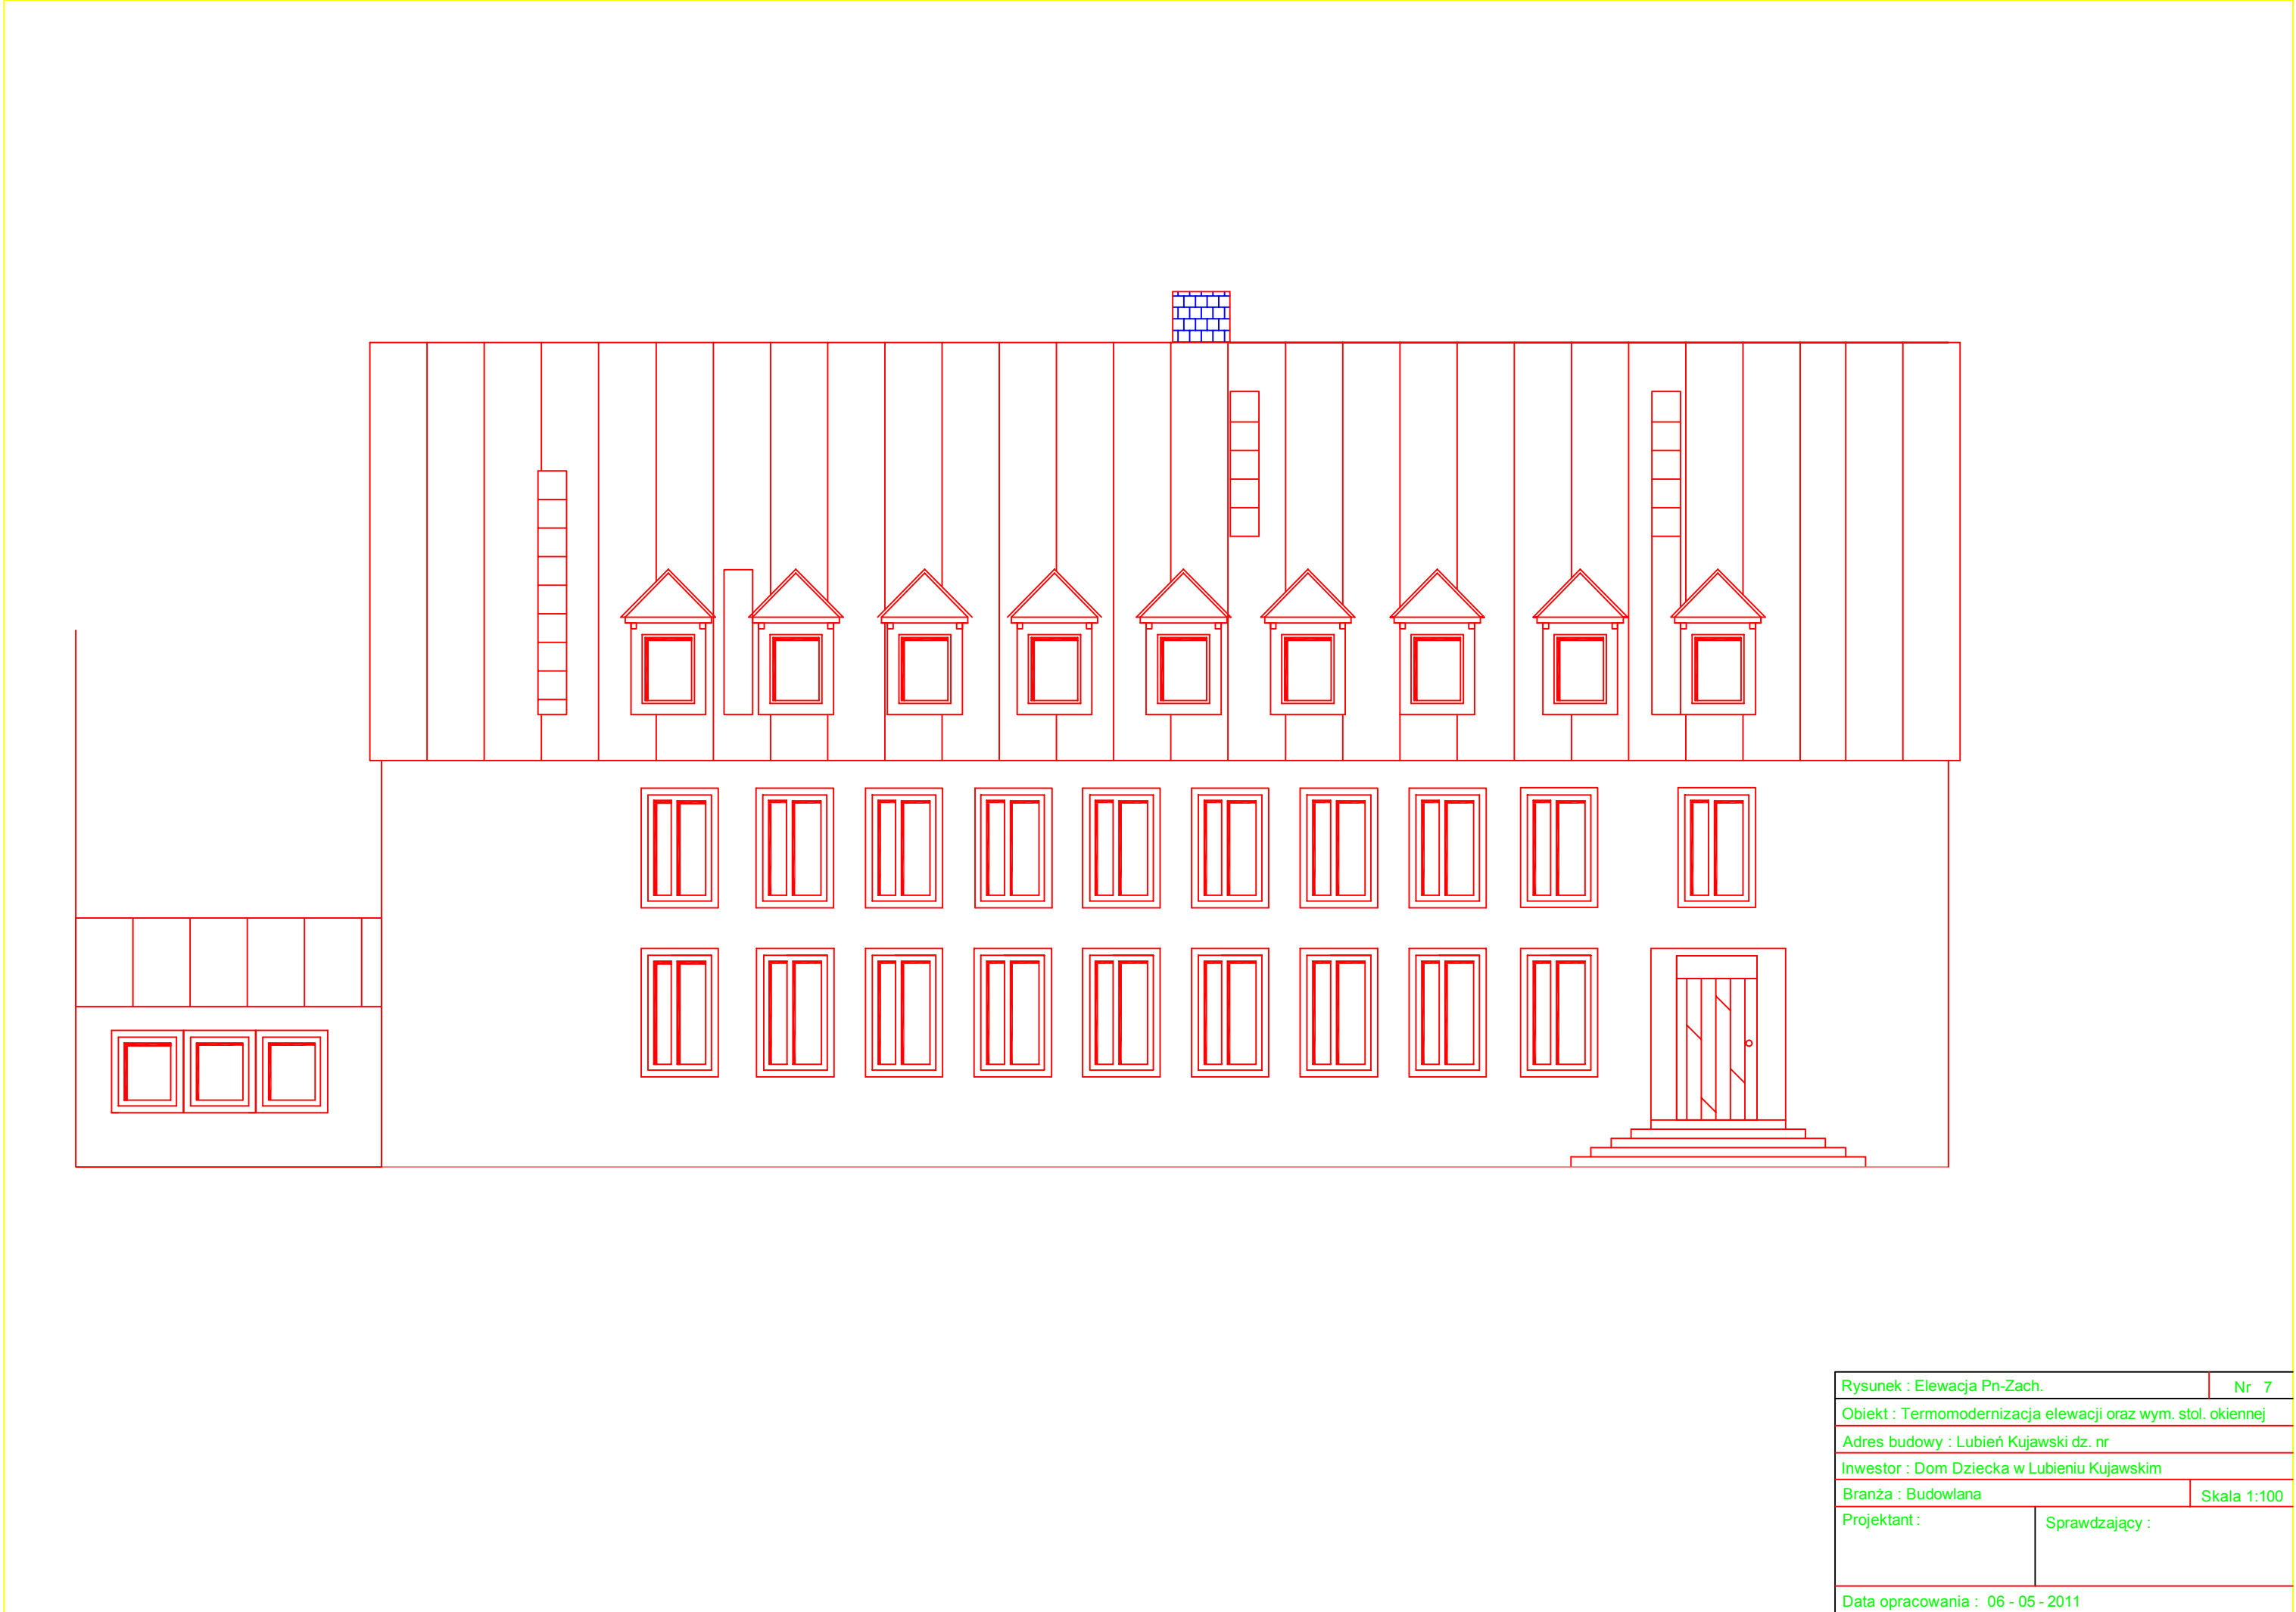 Rysunek : Elewacja Pn-Zach. Nr 7
Obiekt : Termomodernizacja elewacji oraz wym. stol. okiennej
Adres budowy : Lubień Kujawski dz. nr
Inwestor : Dom Dziecka w Lubieniu Kujawskim
Branża : Budowlana Skala 1:100
Projektant : Sprawdzający :
Data opracowania : 06 - 05 - 2011